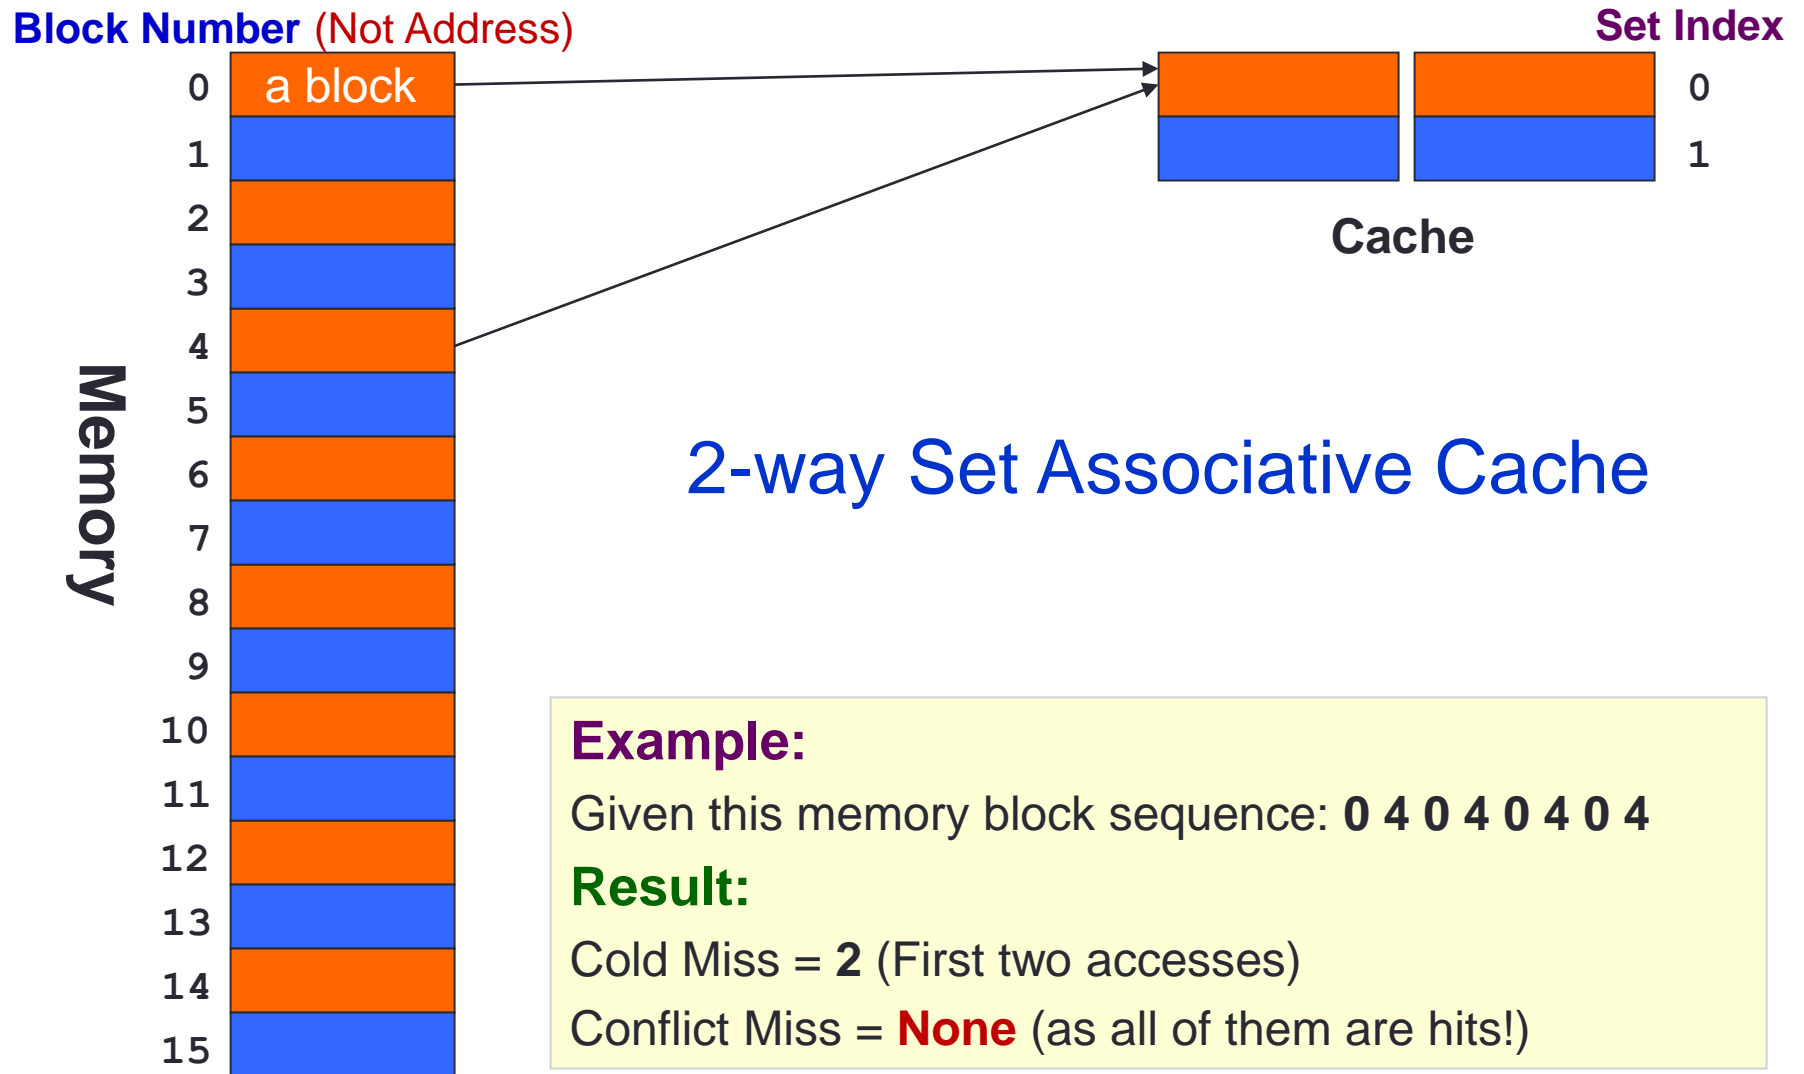 Block Number (Not Address)
Set Index
0 a block
0
1
1
2
Cache
3
4
Memory
5
2-way Set Associative Cache
6
7
8
9
10
11
12
13
14
15
Example:
Given this memory block sequence: 0 4 0 4 0 4 0 4
Result:
Cold Miss = 2 (First two accesses)
Conflict Miss = None (as all of them are hits!)